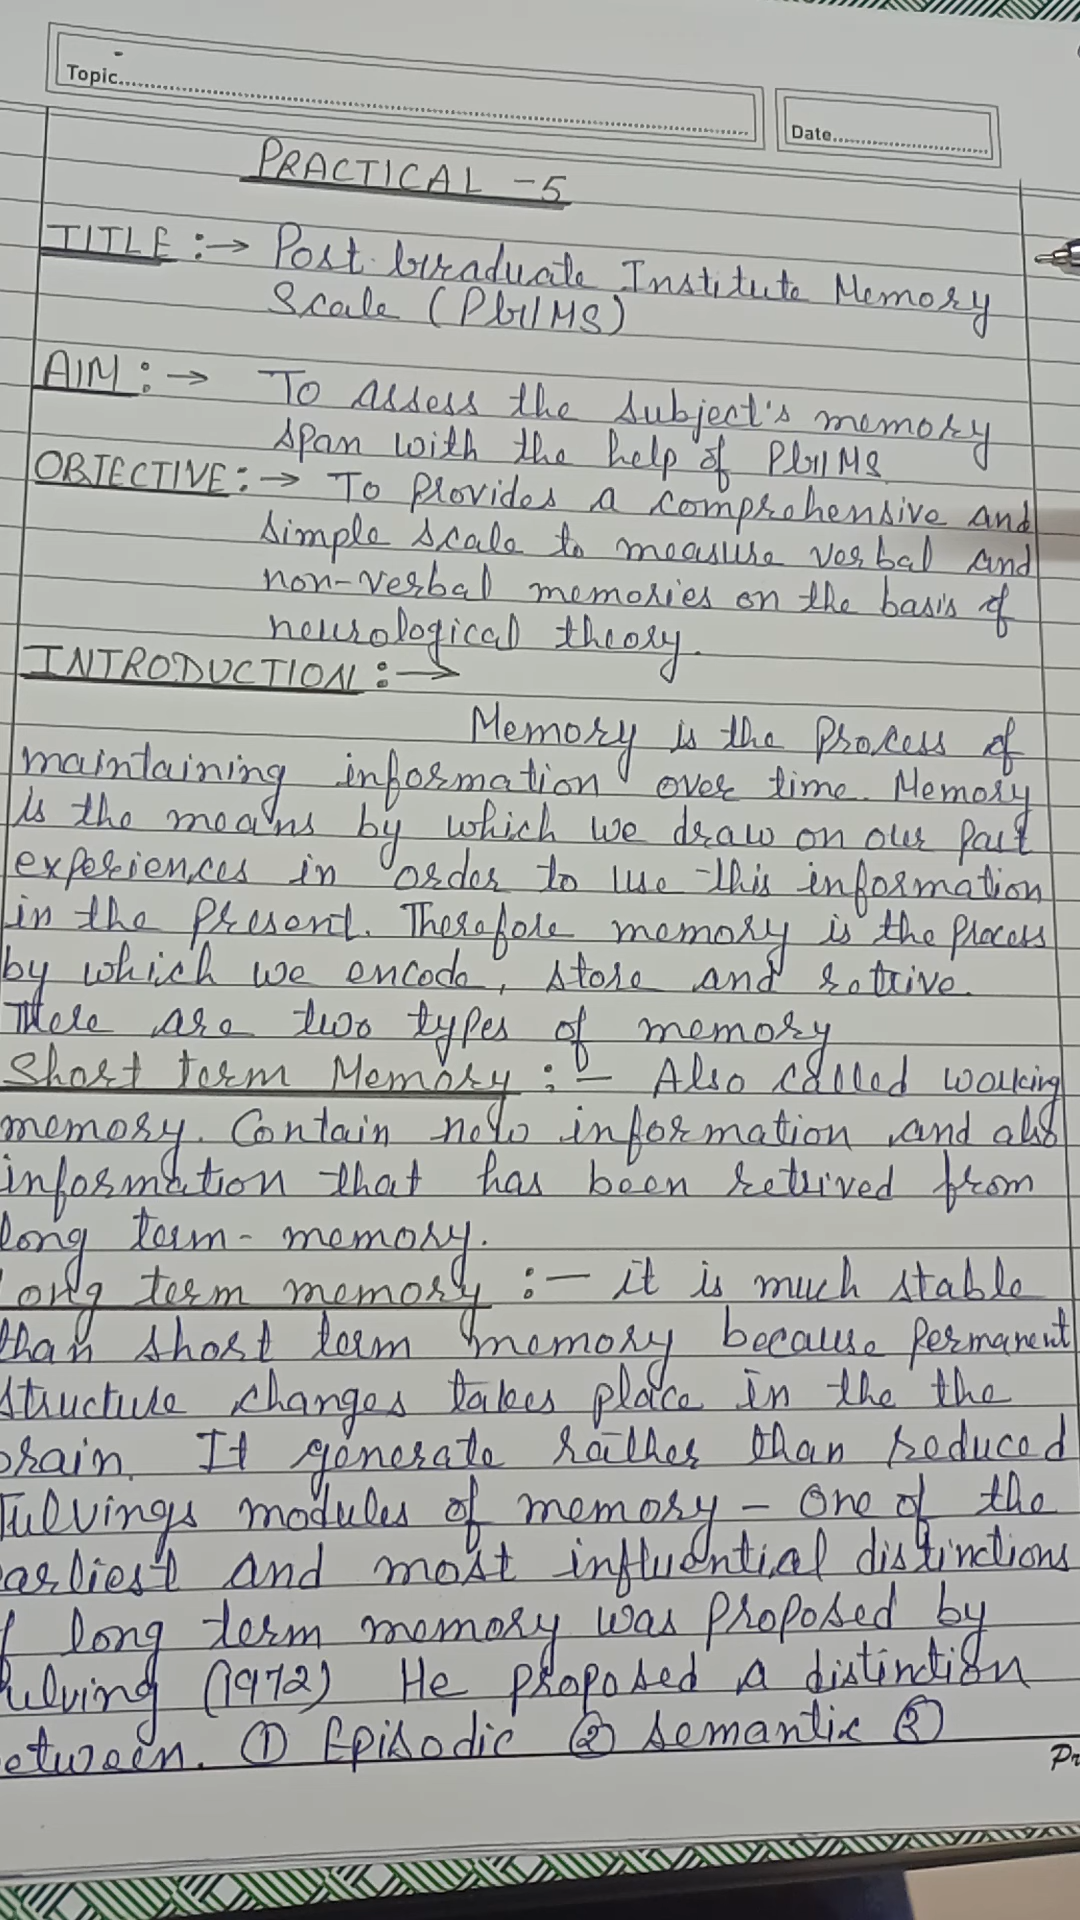 Topic
Date
PRACTICAL -5
TITLE :→ Post Graduate Institute Memory
Scale (PGIIMS)
AIM :→ To assess the subject's memory
span with the help of PGIIMS
OBJECTIVE :→ To provides a comprehensive and
simple scale to measure verbal and
non-verbal memories on the basis of
neurological theory.
INTRODUCTION :→
Memory is the process of
maintaining information over time. Memory
is the means by which we draw on our past
experiences in order to use this information
in the present. Therefore memory is the process
by which we encode, store and retrive.
There are two types of memory
Short term Memory :- Also called working
memory. Contain new information and also
information that has been retrived from
long term - memory.
ong term memory :- it is much stable
than short term memory because permanent
structure changes takes place in the the
brain. It generate rather than reduced
Tulvings modules of memory - One of the
arliest and most influential distinctions
f long term memory was proposed by
ulving (1972) He proposed a distinction
etween. ① Episodic ② semantic ③
Pr